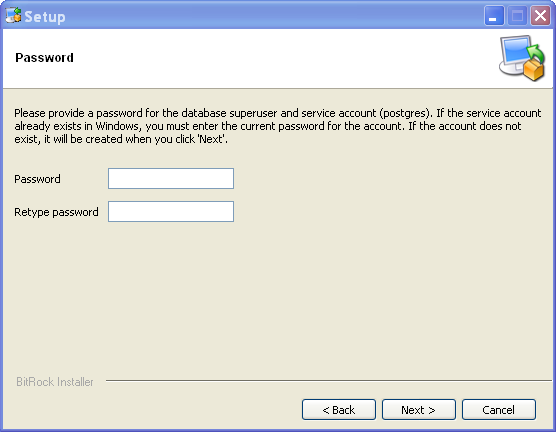 Setup
Password
Please provide a password for the database superuser and service account (postgres). If the service account
already exists in Windows, you must enter the current password for the account. If the account does not
exist, it will be created when you click 'Next'.
Password
Retype password
BitRock Installer
< Back
Next >
Cancel